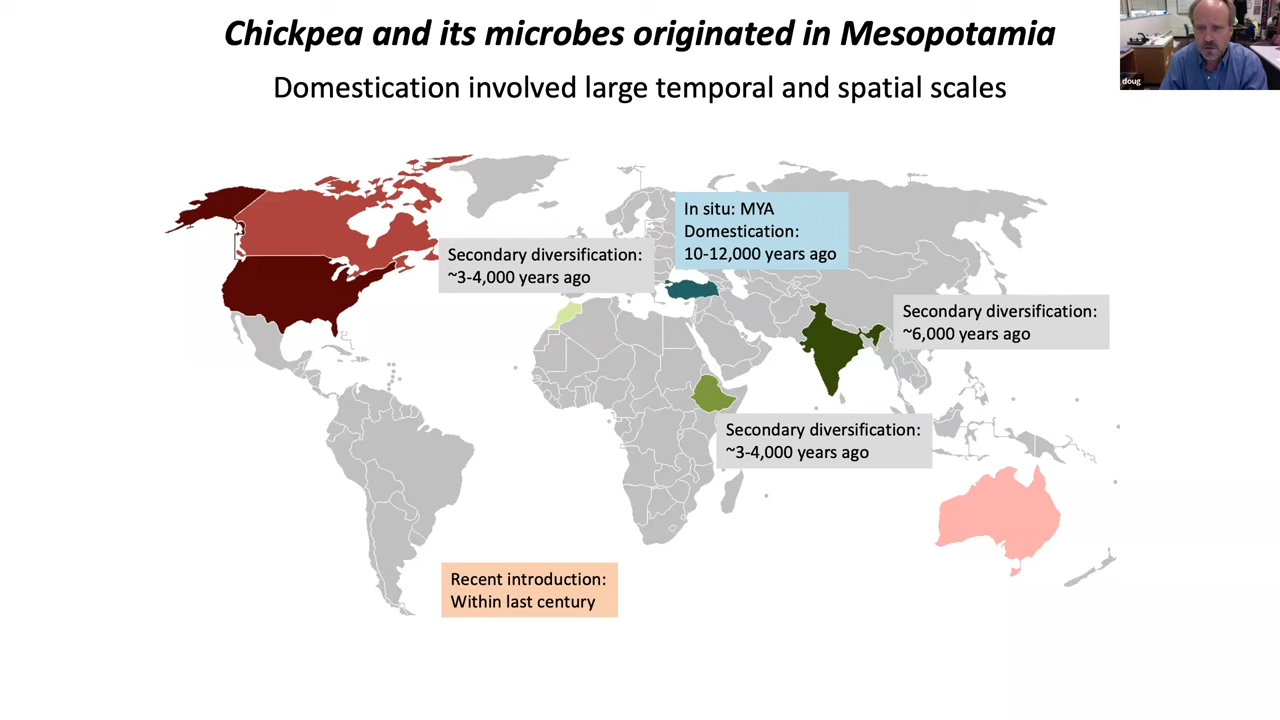 Chickpea and its microbes originated in Mesopotamia
Domestication involved large temporal and spatial scales
doug
In situ: MYA
Domestication:
10-12,000 years ago
Secondary diversification:
~3-4,000 years ago
Secondary diversification:
~6,000 years ago
Secondary diversification:
~3-4,000 years ago
Recent introduction:
Within last century